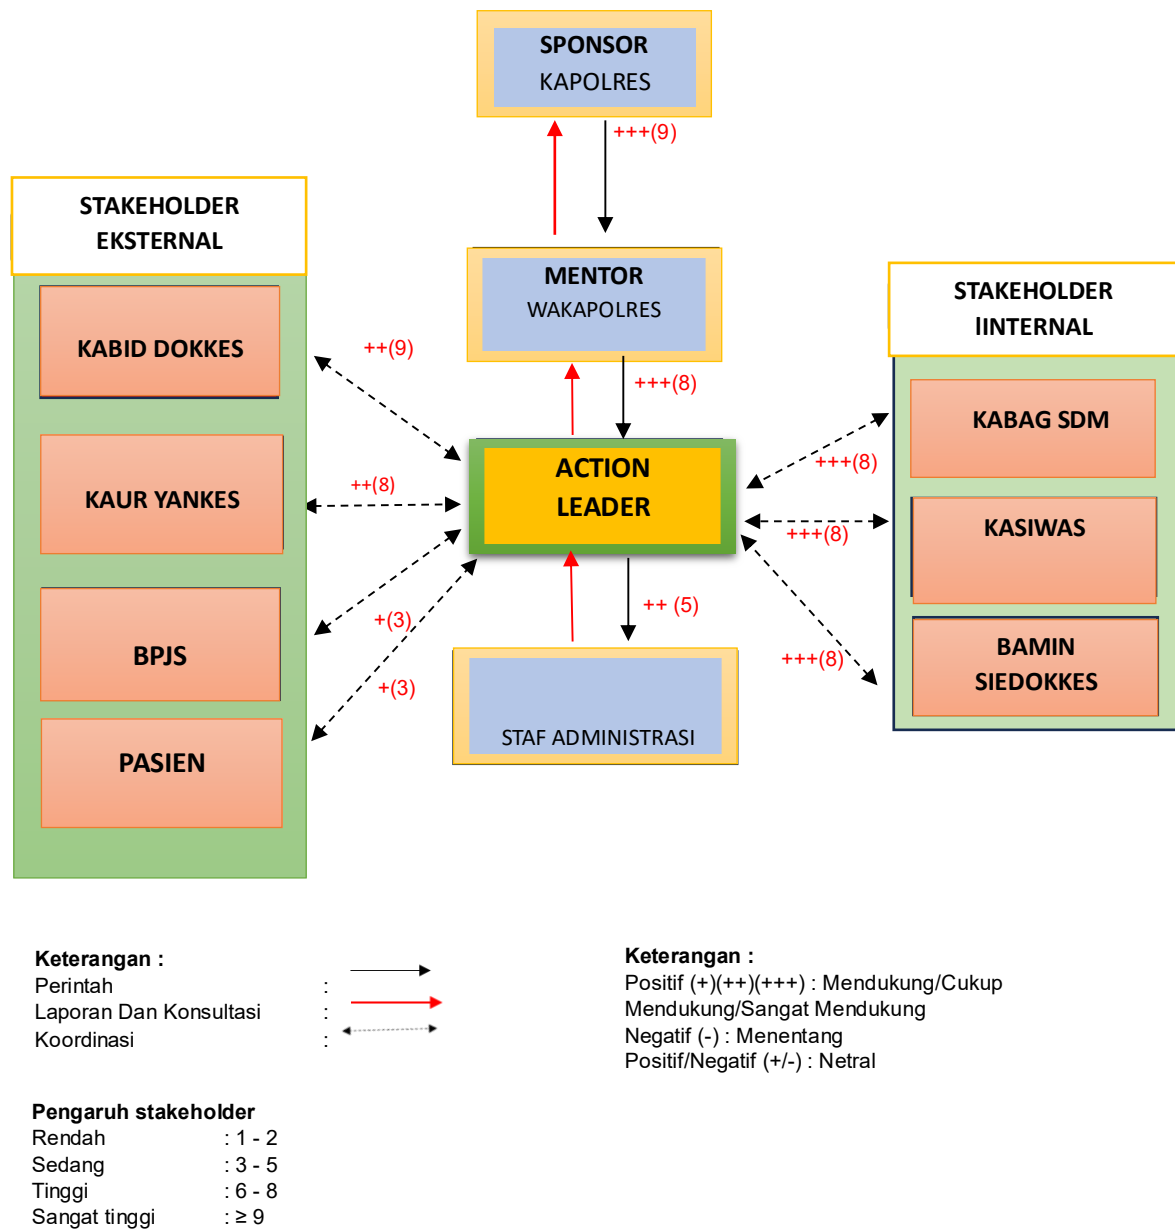 SPONSOR
KAPOLRES
+++(9)
STAKEHOLDER
EKSTERNAL
KABID DOKKES
KAUR YANKES
BPJS
PASIEN
++(9)
++(8)
+(3)
+(3)
MENTOR
WAKAPOLRES
+++(8)
ACTION
LEADER
++ (5)
STAF ADMINISTRASI
STAKEHOLDER
IINTERNAL
KABAG SDM
KASIWAS
BAMIN
SIEDOKKES
+++(8)
+++(8)
+++(8)
Keterangan :
Perintah :
Laporan Dan Konsultasi :
Koordinasi :
Keterangan :
Positif (+)(++)(+++) : Mendukung/Cukup
Mendukung/Sangat Mendukung
Negatif (-) : Menentang
Positif/Negatif (+/-) : Netral
Pengaruh stakeholder
Rendah : 1 - 2
Sedang : 3 - 5
Tinggi : 6 - 8
Sangat tinggi : ≥ 9